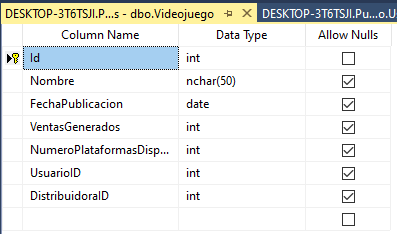 DESKTOP-3T6TSJI.P...s - dbo.Videojuego DESKTOP-3T6TSJI.Pu...o.U
Column Name Data Type Allow Nulls
Id int
Nombre nchar(50)
FechaPublicacion date
VentasGenerados int
NumeroPlataformasDisp... int
UsuarioID int
DistribuidoraID int